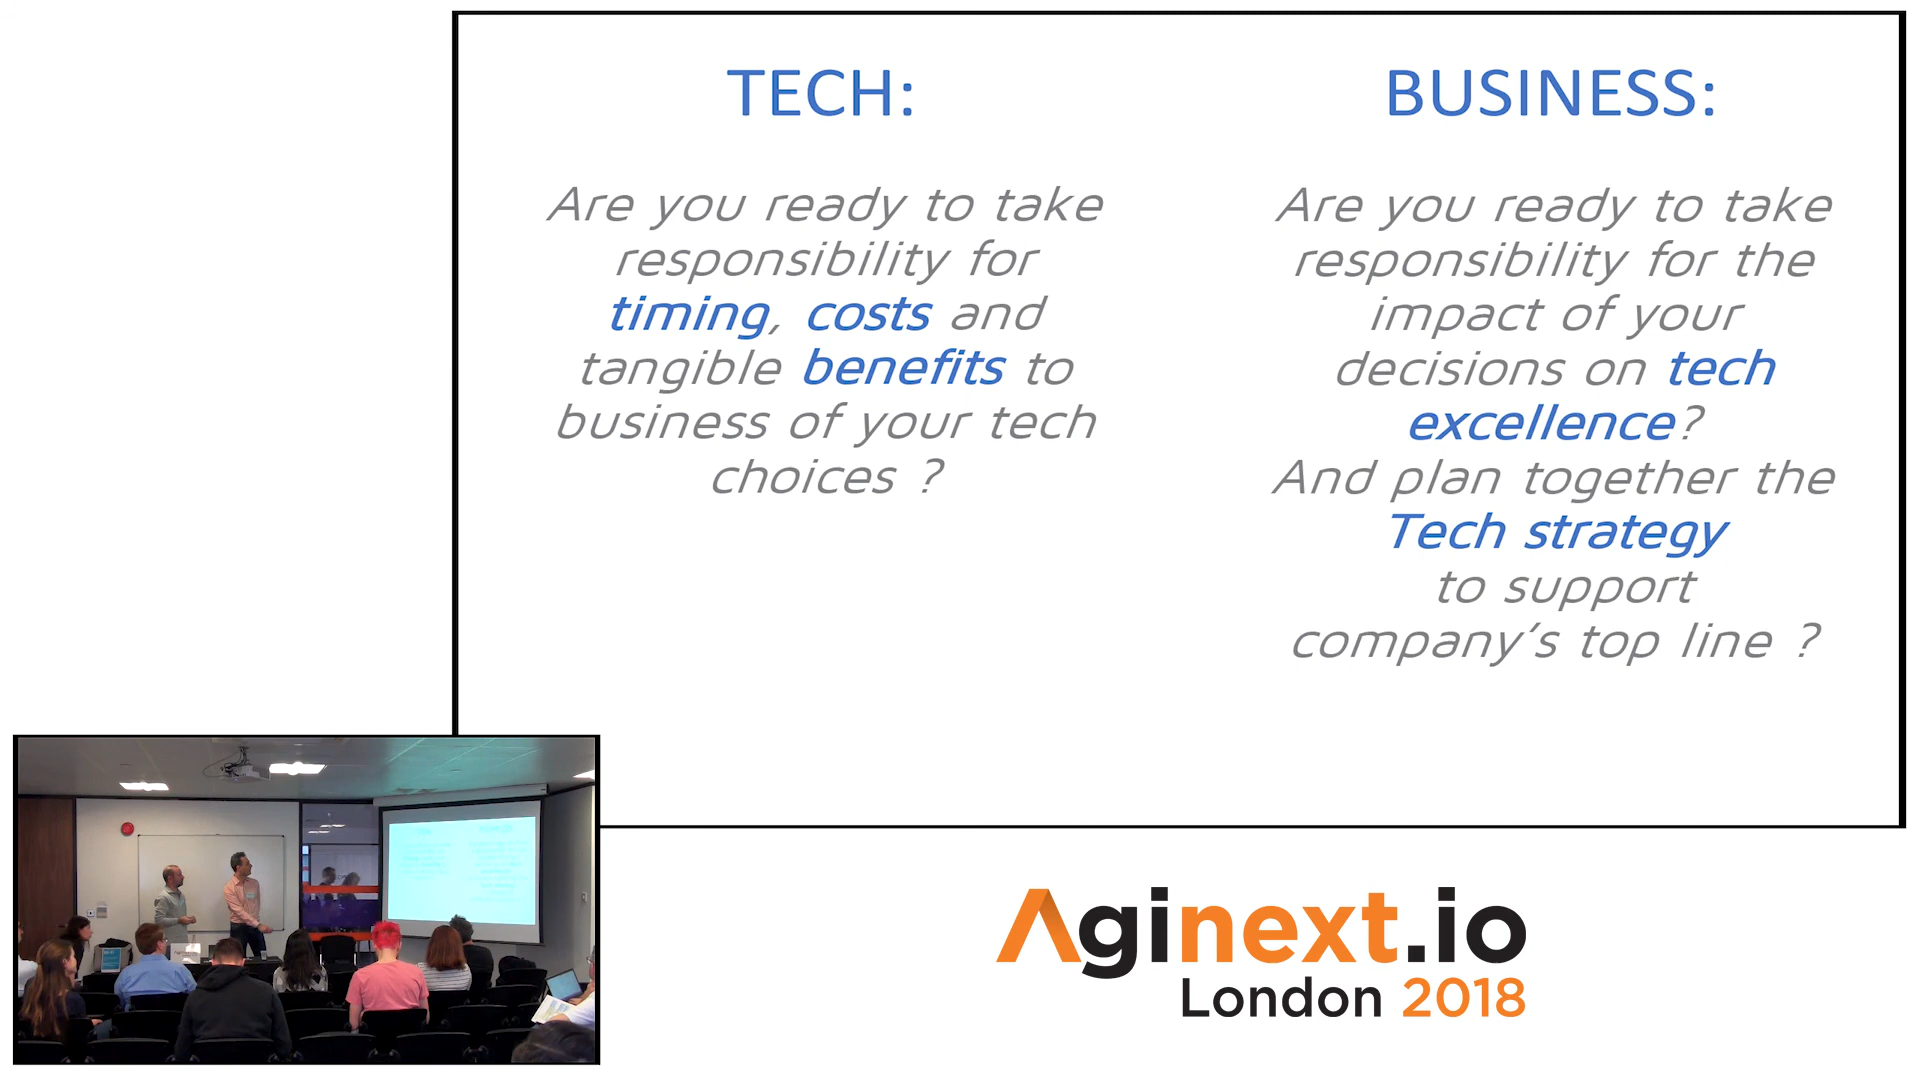 TECH:
Are you ready to take
responsibility for
timing, costs and
tangible benefits to
business of your tech
choices ?
BUSINESS:
Are you ready to take
responsibility for the
impact of your
decisions on tech
excellence?
And plan together the
Tech strategy
to support
company's top line ?
Aginext.io
London 2018